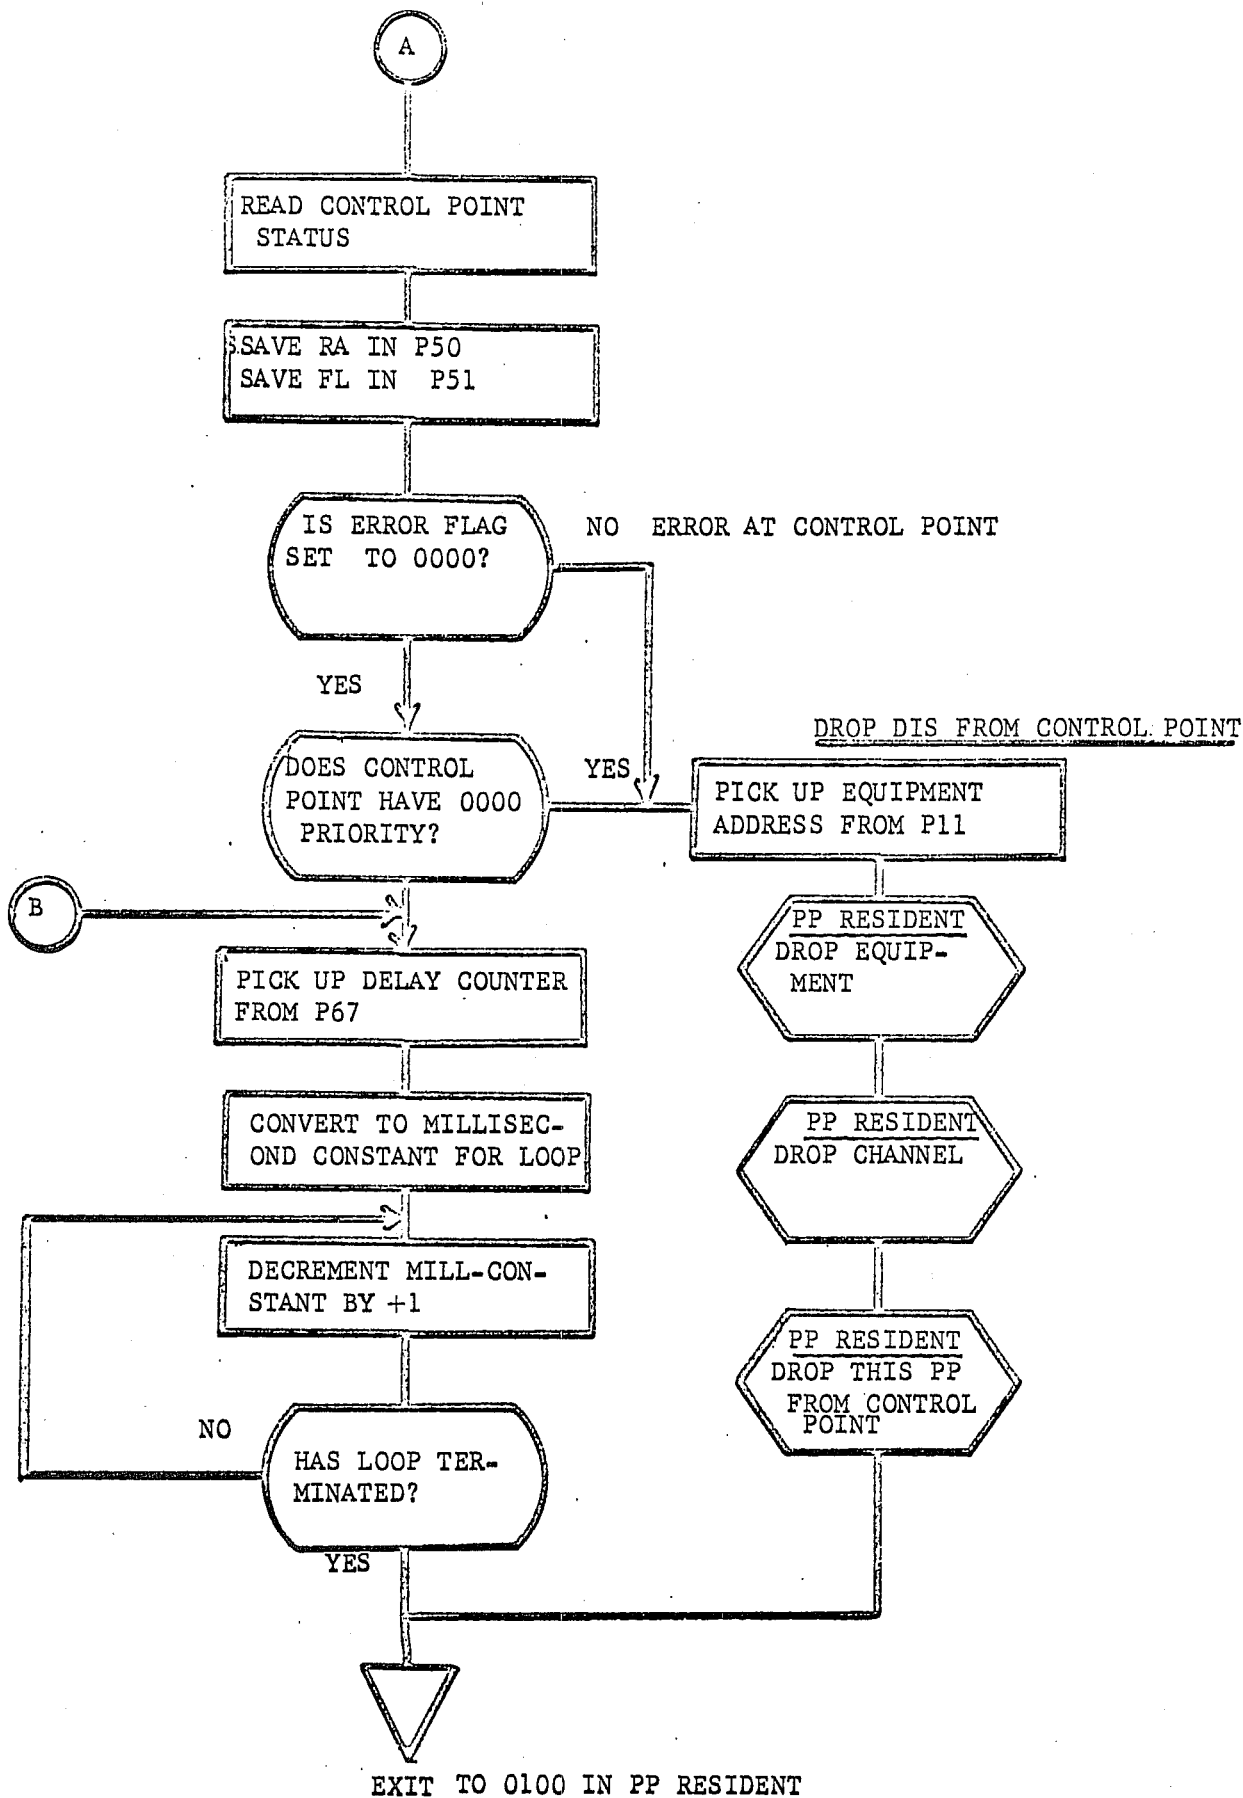 A
READ CONTROL POINT
STATUS
SAVE RA IN P50
SAVE FL IN P51
IS ERROR FLAG
SET TO 0000?
NO ERROR AT CONTROL POINT
YES
DOES CONTROL
POINT HAVE 0000
PRIORITY?
YES
DROP DIS FROM CONTROL POINT
PICK UP EQUIPMENT
ADDRESS FROM P11
PP RESIDENT
DROP EQUIP-
MENT
PP RESIDENT
DROP CHANNEL
PP RESIDENT
DROP THIS PP
FROM CONTROL
POINT
B
PICK UP DELAY COUNTER
FROM P67
CONVERT TO MILLISEC-
OND CONSTANT FOR LOOP
DECREMENT MILL-CON-
STANT BY +1
NO
HAS LOOP TER-
MINATED?
YES
EXIT TO 0100 IN PP RESIDENT